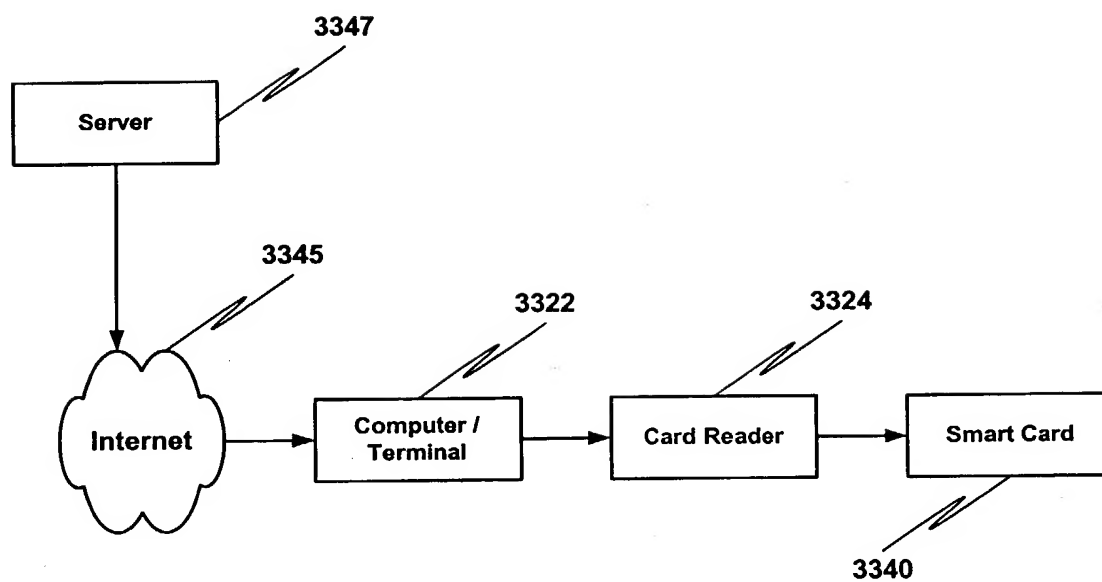 3347
Server
3345
3322
3324
Internet
Computer /
Terminal
Card Reader
Smart Card
3340